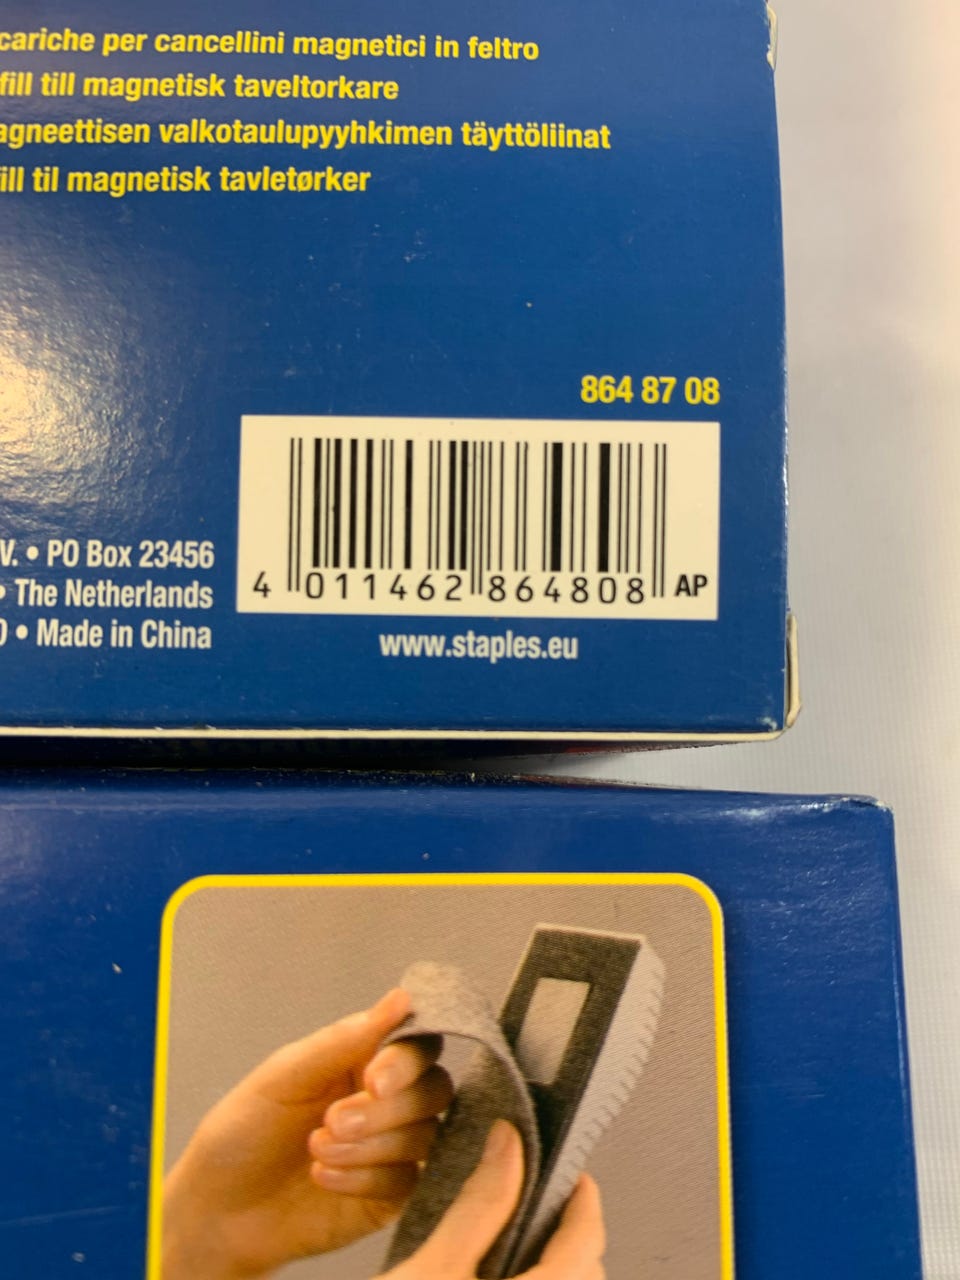 cariche per cancellini magnetici in feltro
fill till magnetisk taveltorkare
agneettisen valkotaulupyyhkimen täyttöliinat
ill til magnetisk tavletørker
864 87 08
4 011462 864808 AP
V. • PO Box 23456
• The Netherlands
0 • Made in China
www.staples.eu